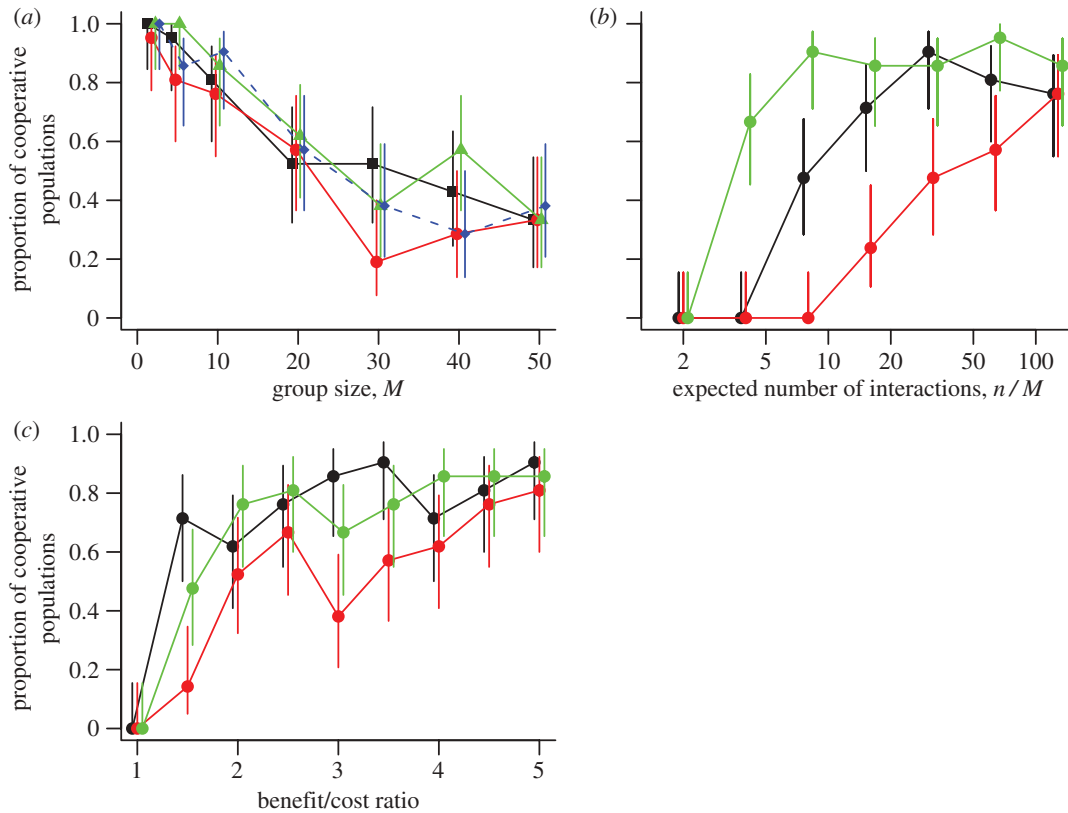 (a)
proportion of cooperative
populations
1.0
0.8
0.6
0.4
0.2
0
0 10 20 30 40 50
group size, M
(b)
2 5 10 20 50 100
expected number of interactions, n / M
(c)
proportion of cooperative
populations
1.0
0.8
0.6
0.4
0.2
0
1 2 3 4 5
benefit/cost ratio